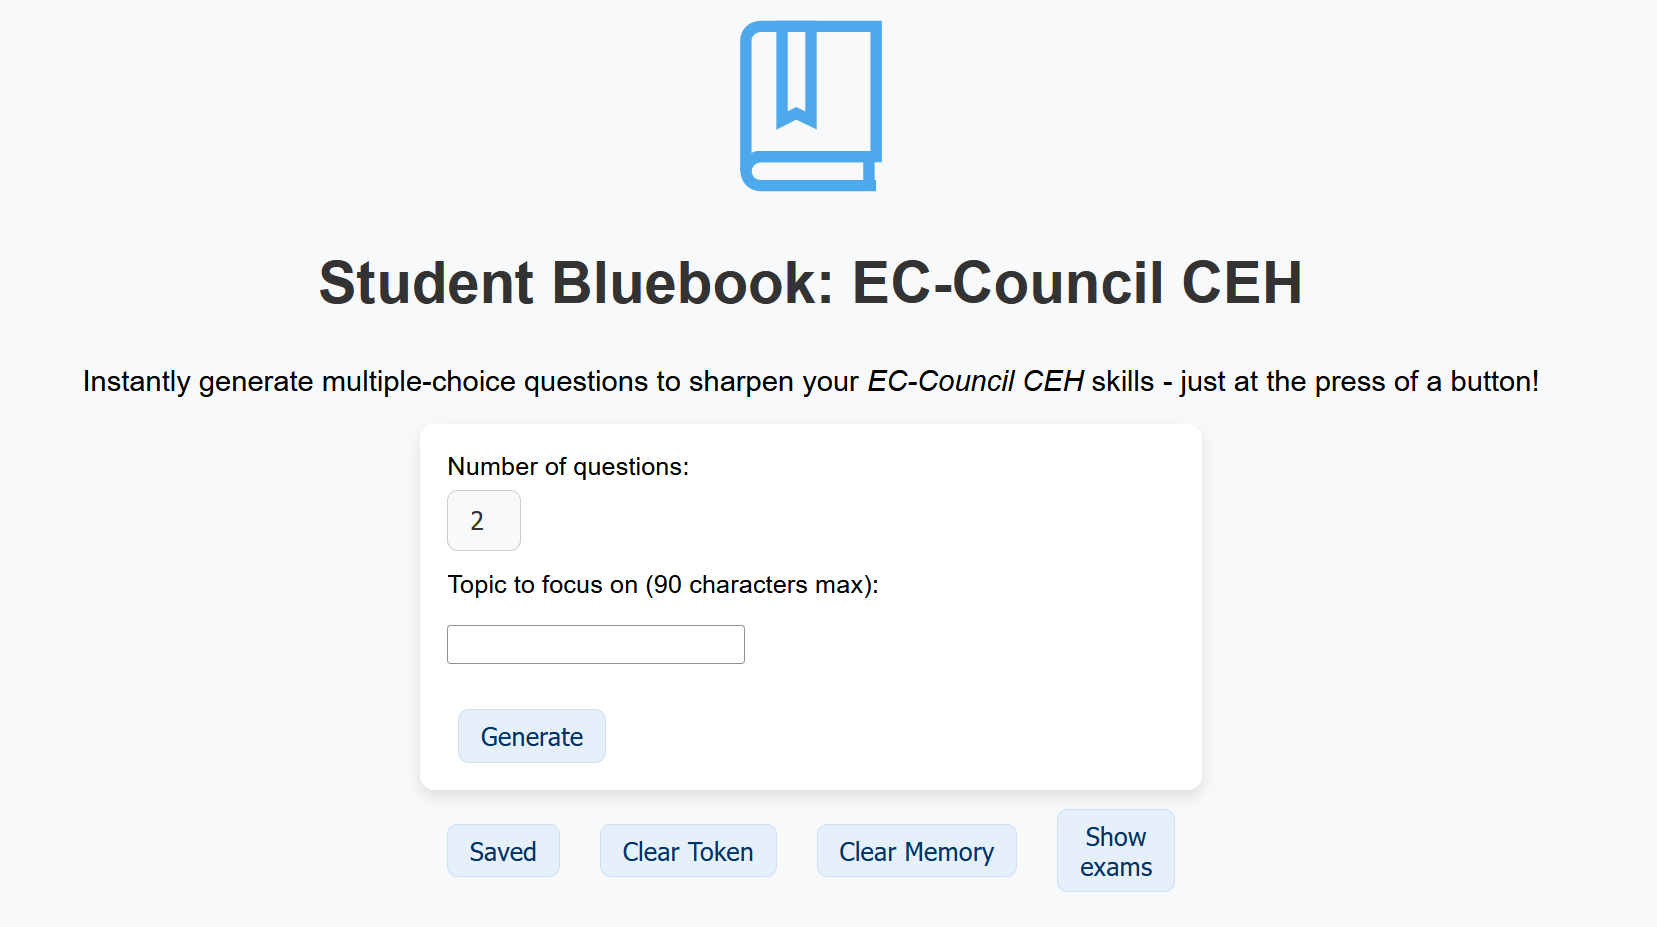 Student Bluebook: EC-Council CEH
Instantly generate multiple-choice questions to sharpen your EC-Council CEH skills - just at the press of a button!
Number of questions:
2
Topic to focus on (90 characters max):
Generate
Saved
Clear Token
Clear Memory
Show
exams